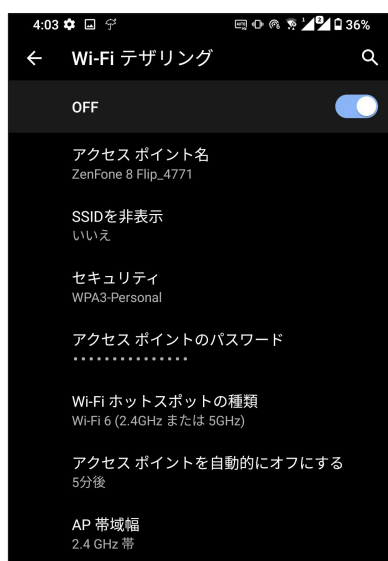 4:03 36%
Wi-Fi テザリング
OFF
アクセス ポイント名
ZenFone 8 Flip_4771
SSIDを非表示
いいえ
セキュリティ
WPA3-Personal
アクセス ポイントのパスワード
•••••••••••••••
Wi-Fi ホットスポットの種類
Wi-Fi 6 (2.4GHz または 5GHz)
アクセス ポイントを自動的にオフにする
5分後
AP 帯域幅
2.4 GHz 帯